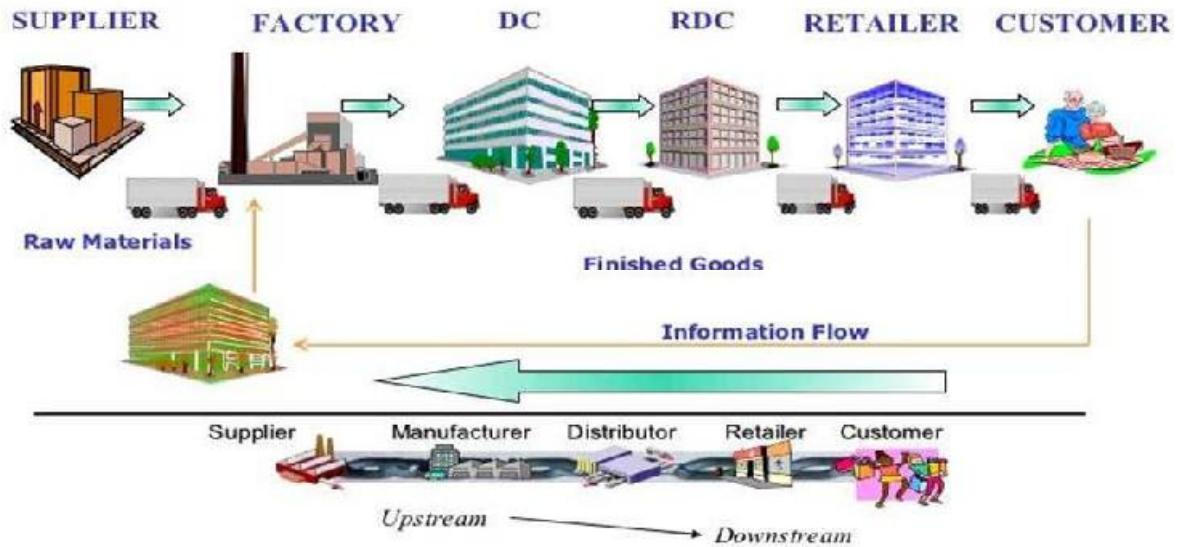 SUPPLIER FACTORY DC RDC RETAILER CUSTOMER
Raw Materials
Finished Goods
Information Flow
Supplier Manufacturer Distributor Retailer Customer
Upstream
Downstream